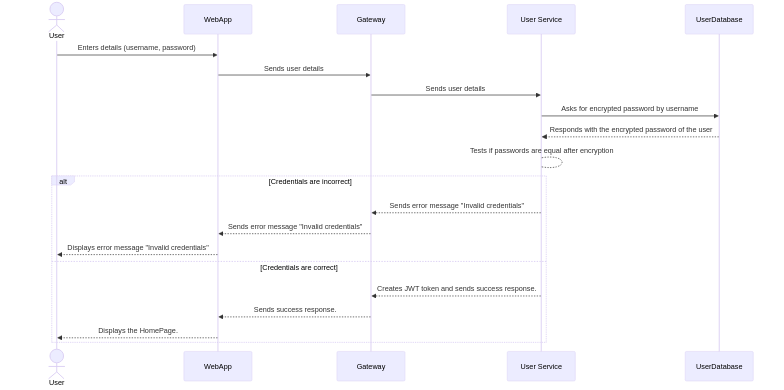 User
WebApp
Gateway
User Service
UserDatabase
Enters details (username, password)
Sends user details
Sends user details
Asks for encrypted password by username
Responds with the encrypted password of the user
Tests if passwords are equal after encryption
alt
[Credentials are incorrect]
Sends error message "Invalid credentials"
Sends error message "Invalid credentials"
Displays error message "Invalid credentials"
[Credentials are correct]
Creates JWT token and sends success response.
Sends success response.
Displays the HomePage.
User
WebApp
Gateway
User Service
UserDatabase